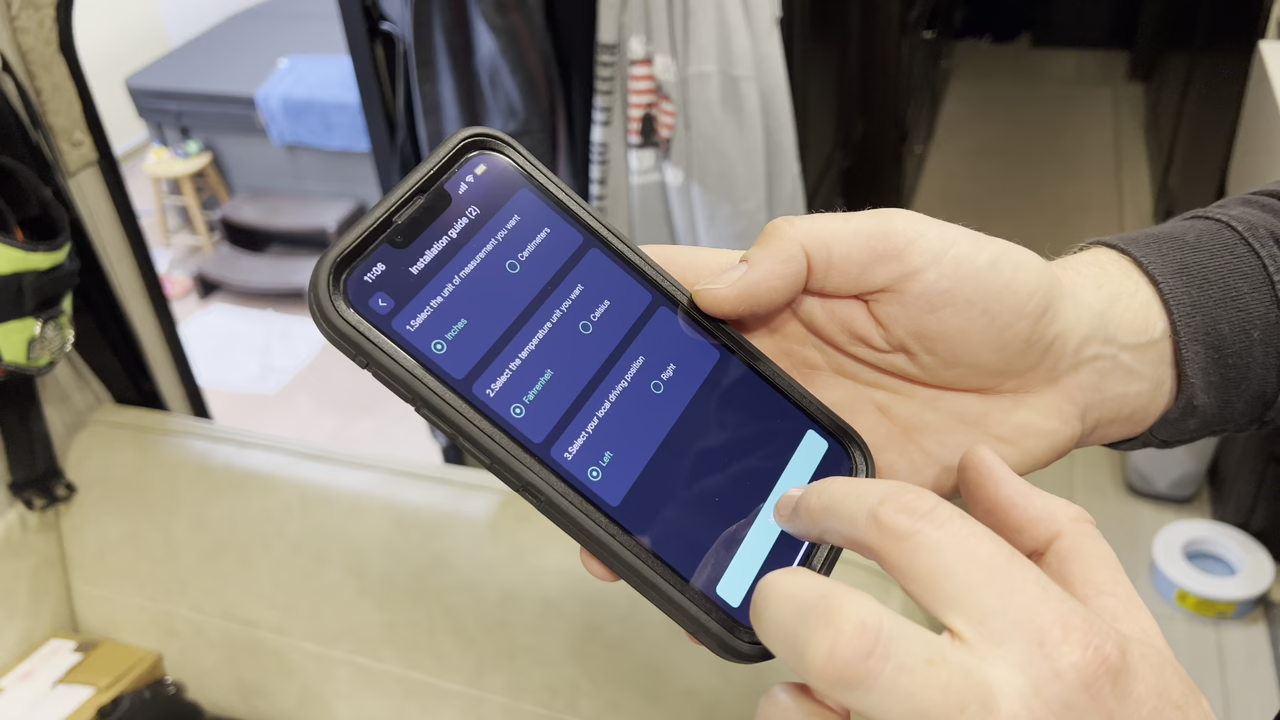 11:06
Installation guide (2)
1.Select the unit of measurement you want
Inches
Centimeters
2.Select the temperature unit you want
Fahrenheit
Celsius
3.Select your local driving position
Left
Right